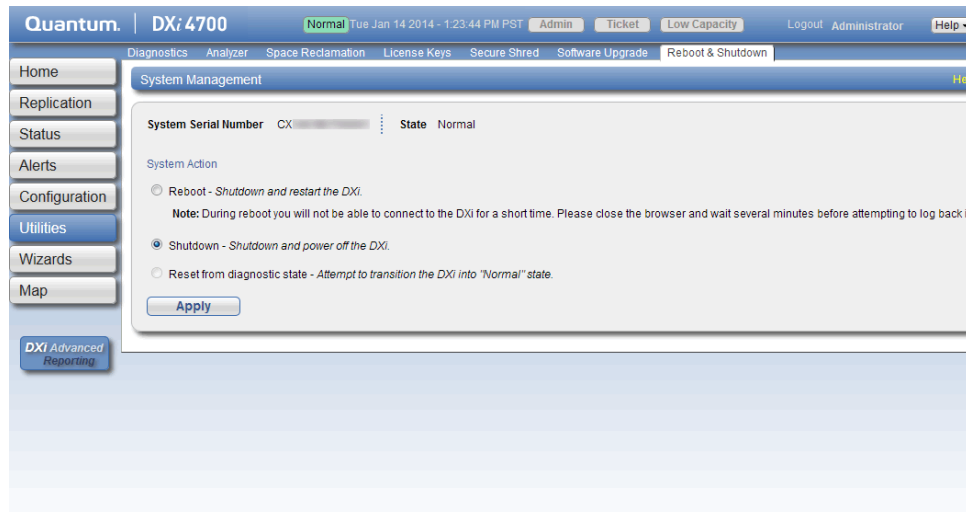 Quantum. DXi 4700 Normal Tue Jan 14 2014 - 1:23:44 PM PST Admin Ticket Low Capacity Logout Administrator Help
Diagnostics Analyzer Space Reclamation License Keys Secure Shred Software Upgrade Reboot & Shutdown
Home
Replication
Status
Alerts
Configuration
Utilities
Wizards
Map
DXi Advanced
Reporting
System Management He
System Serial Number CX State Normal
System Action
Reboot - Shutdown and restart the DXi.
Note: During reboot you will not be able to connect to the DXi for a short time. Please close the browser and wait several minutes before attempting to log back i
Shutdown - Shutdown and power off the DXi.
Reset from diagnostic state - Attempt to transition the DXi into "Normal" state.
Apply